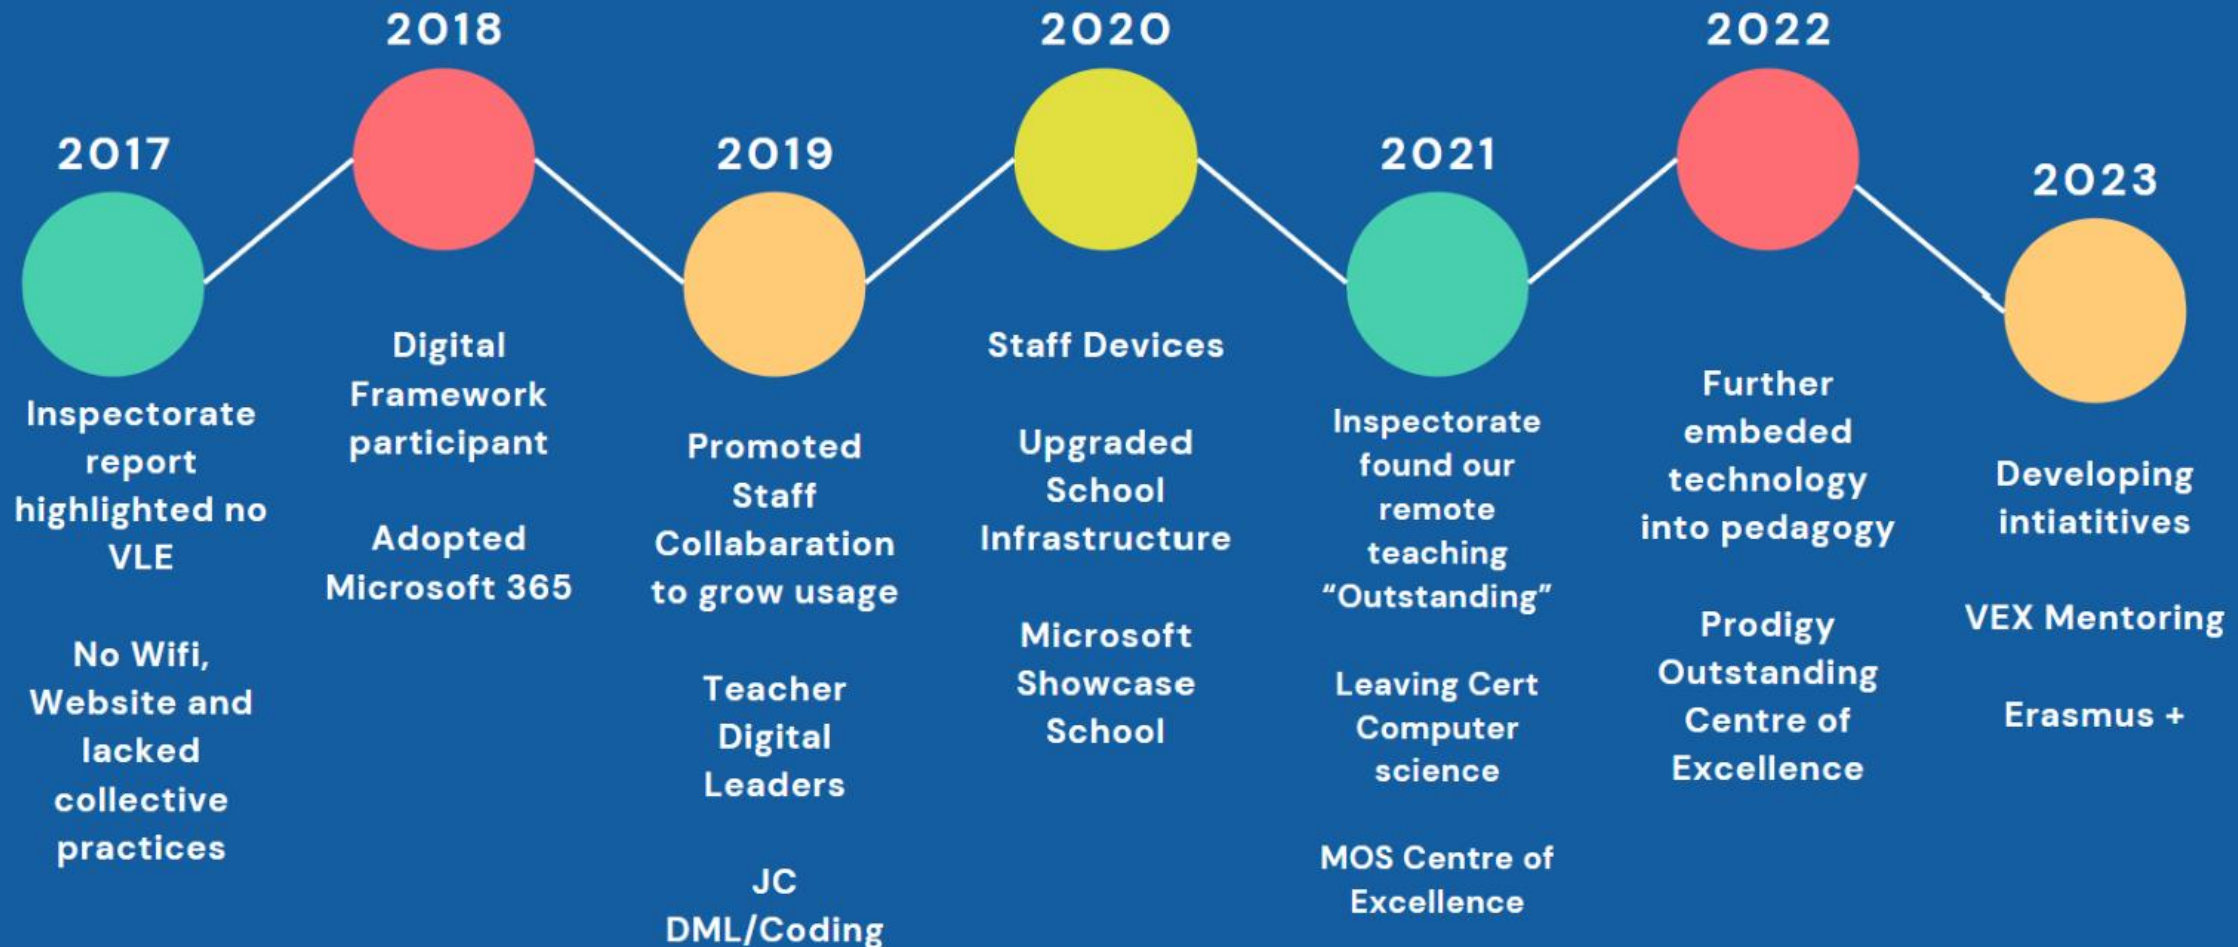 2017
Inspectorate
report
highlighted no
VLE
No Wifi,
Website and
lacked
collective
practices
2018
Digital
Framework
participant
Adopted
Microsoft 365
2019
Promoted
Staff
Collabaration
to grow usage
Teacher
Digital
Leaders
JC
DML/Coding
2020
Staff Devices
Upgraded
School
Infrastructure
Microsoft
Showcase
School
2021
Inspectorate
found our
remote
teaching
“Outstanding”
Leaving Cert
Computer
science
MOS Centre of
Excellence
2022
Further
embeded
technology
into pedagogy
Prodigy
Outstanding
Centre of
Excellence
2023
Developing
intiatitives
VEX Mentoring
Erasmus +